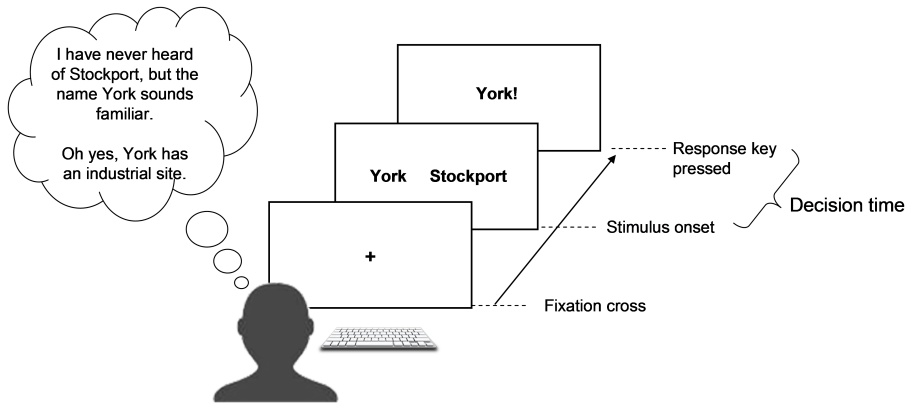 I have never heard
of Stockport, but the
name York sounds
familiar.
Oh yes, York has
an industrial site.
York!
York Stockport
+
Response key
pressed
Decision time
Stimulus onset
Fixation cross